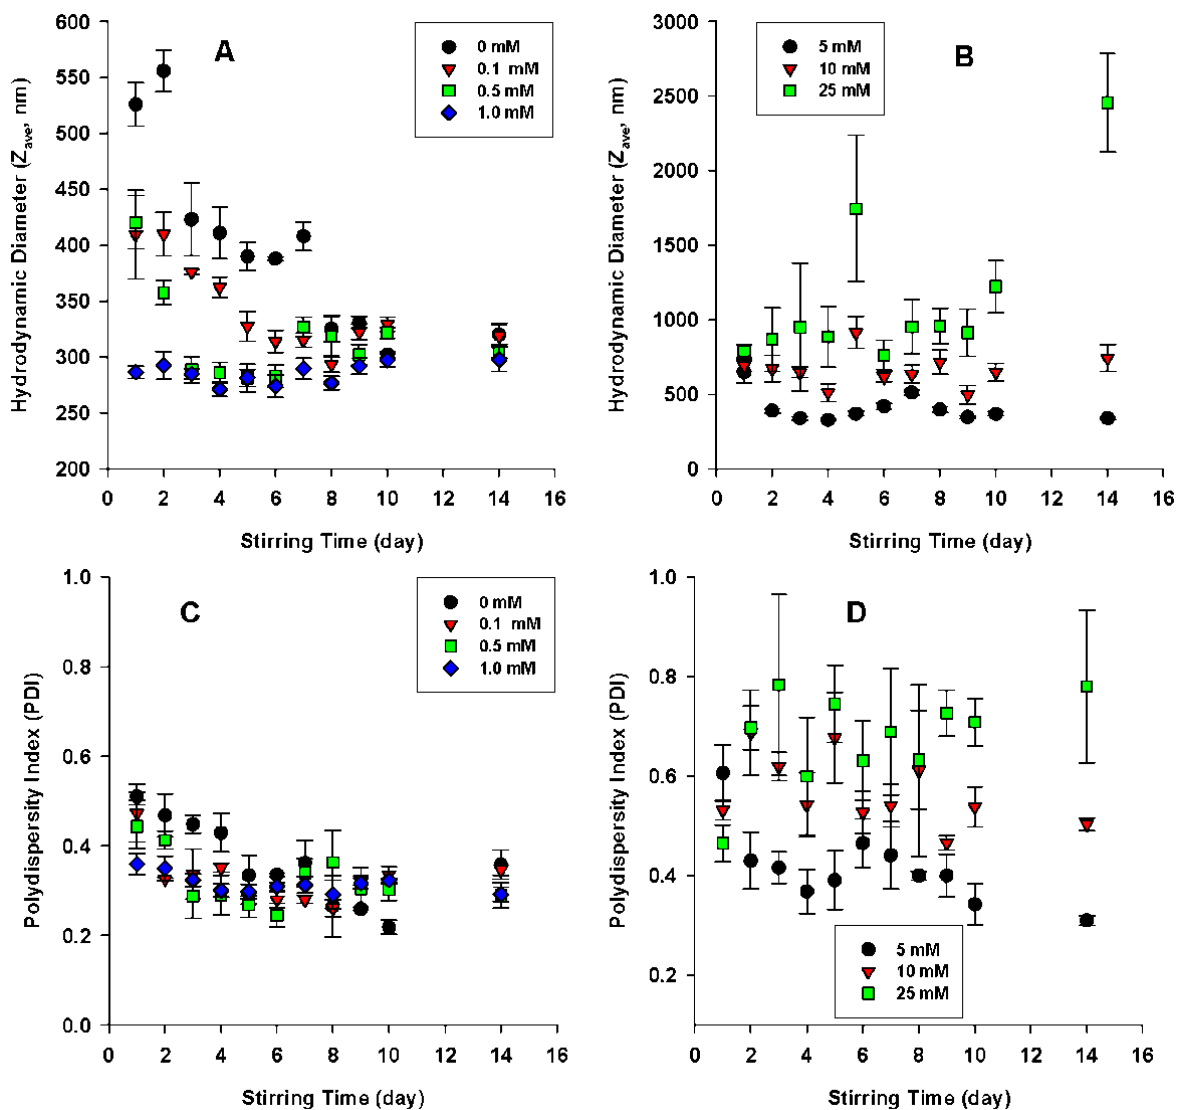 A
0 mM
0.1 mM
0.5 mM
1.0 mM
Hydrodynamic Diameter (Zave, nm)
600
550
500
450
400
350
300
250
200
0 2 4 6 8 10 12 14 16
Stirring Time (day)
B
5 mM
10 mM
25 mM
Hydrodynamic Diameter (Zave, nm)
3000
2500
2000
1500
1000
500
0
0 2 4 6 8 10 12 14 16
Stirring Time (day)
C
0 mM
0.1 mM
0.5 mM
1.0 mM
Polydispersity Index (PDI)
1.0
0.8
0.6
0.4
0.2
0.0
0 2 4 6 8 10 12 14 16
Stirring Time (day)
D
5 mM
10 mM
25 mM
Polydispersity Index (PDI)
1.0
0.8
0.6
0.4
0.2
0 2 4 6 8 10 12 14 16
Stirring Time (day)